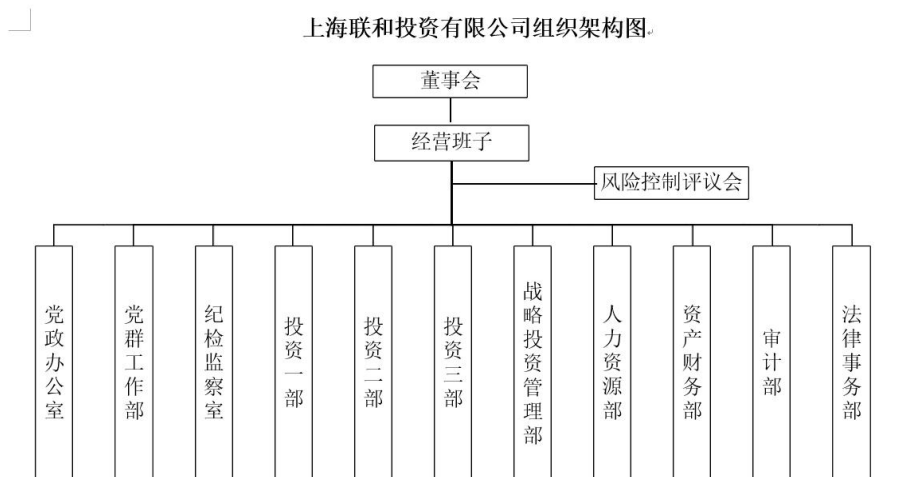 上海联和投资有限公司组织架构图
董事会
经营班子
风险控制评议会
党政办公室
党群工作部
纪检监察室
投资一部
投资二部
投资三部
战略投资管理部
人力资源部
资产财务部
审计部
法律事务部